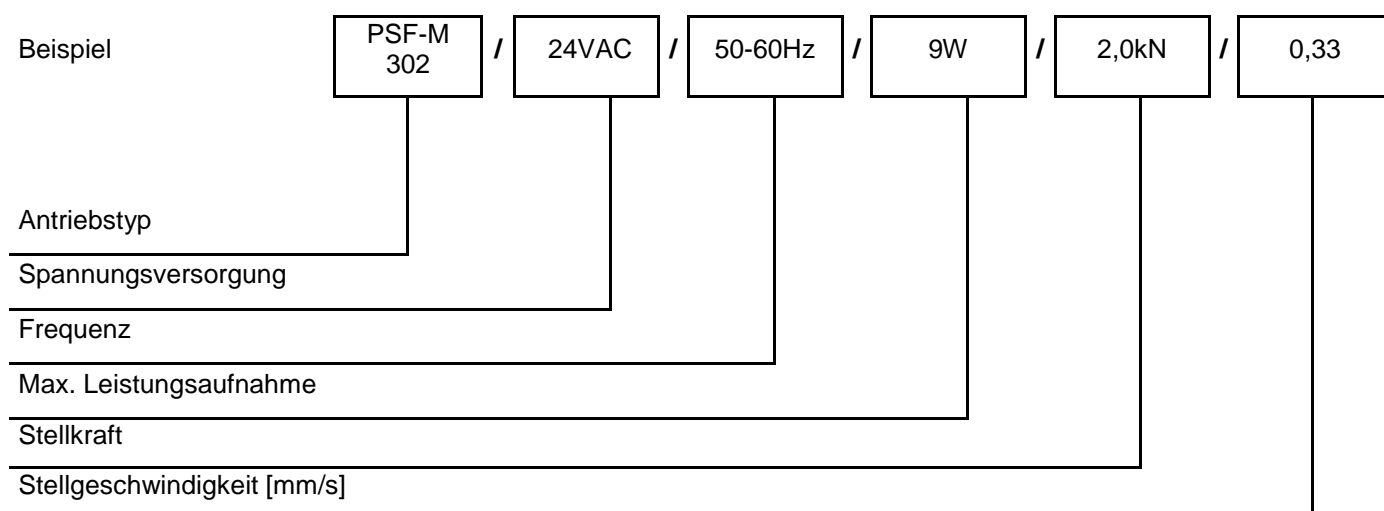 Beispiel
PSF-M
302
/ 24VAC / 50-60Hz / 9W / 2,0kN / 0,33
Antriebstyp
Spannungsversorgung
Frequenz
Max. Leistungsaufnahme
Stellkraft
Stellgeschwindigkeit [mm/s]